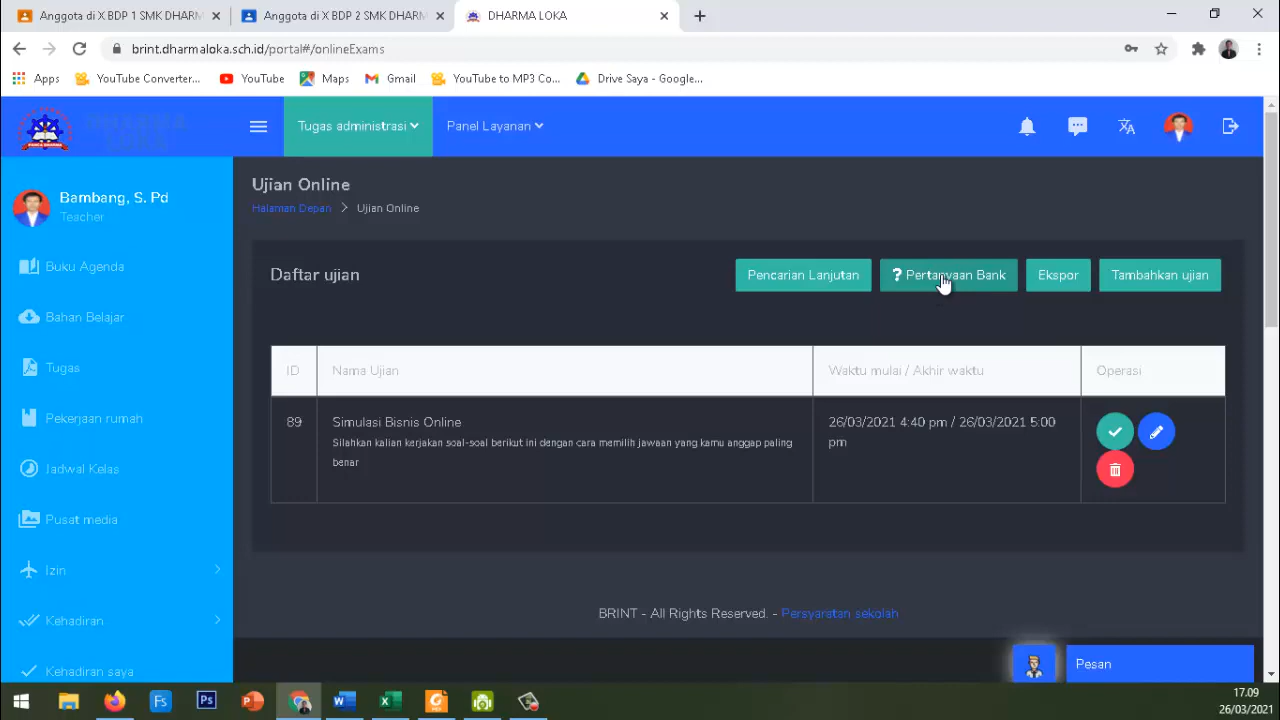 Anggota di X BDP 1 SMK DHARM
Anggota di X BDP 2 SMK DHARM
DHARMA LOKA
brint.dharmaloka.sch.id/portal#/onlineExams
Apps
YouTube Converter...
YouTube
Maps
Gmail
YouTube to MP3 Co...
Drive Saya - Google...
Tugas administrasi
Panel Layanan
Bambang, S. Pd
Teacher
Buku Agenda
Bahan Belajar
Tugas
Pekerjaan rumah
Jadwal Kelas
Pusat media
Izin
Kehadiran
Kehadiran saya
Ujian Online
Halaman Depan > Ujian Online
Daftar ujian
Pencarian Lanjutan
? Pertanyaan Bank
Ekspor
Tambahkan ujian
ID
Nama Ujian
Waktu mulai / Akhir waktu
Operasi
89
Simulasi Bisnis Online
Silahkan kalian kerjakan soal-soal berikut ini dengan cara memilih jawaan yang kamu anggap paling
benar
26/03/2021 4:40 pm / 26/03/2021 5:00
pm
BRINT - All Rights Reserved. - Persyaratan sekolah
Pesan
17.09
26/03/2021